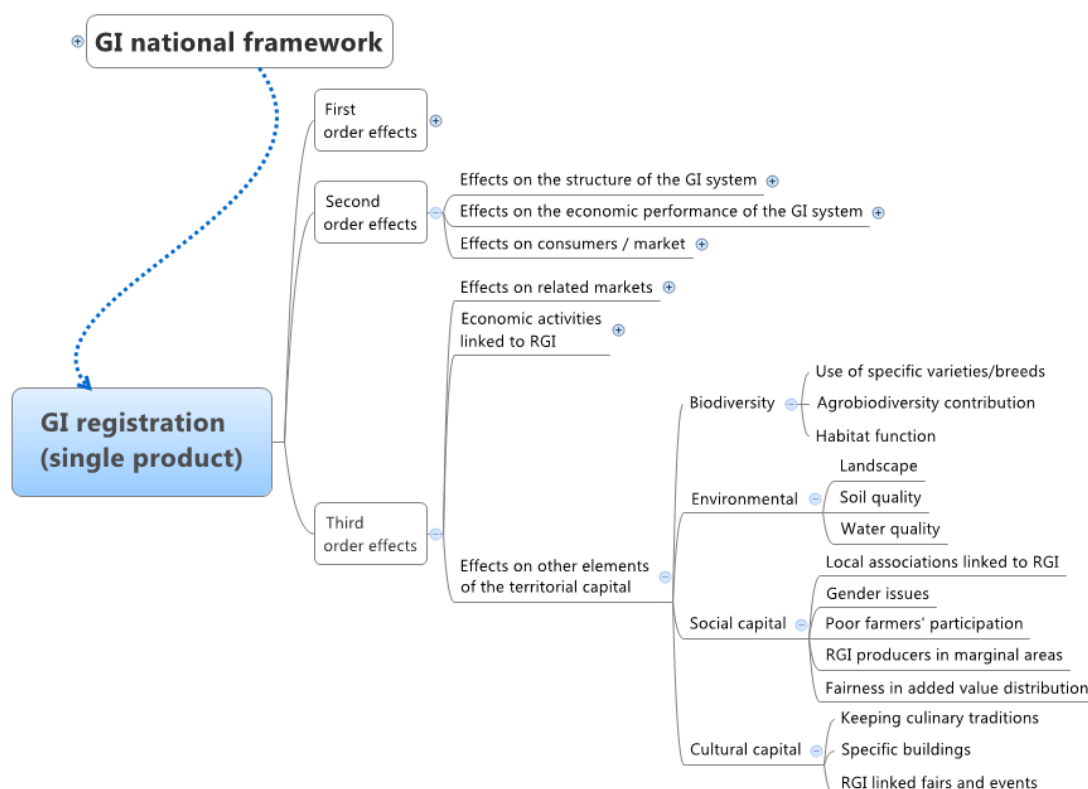 GI national framework
First
order effects
Second
order effects
Effects on the structure of the GI system
Effects on the economic performance of the GI system
Effects on consumers / market
Effects on related markets
Economic activities
linked to RGI
GI registration
(single product)
Third
order effects
Effects on other elements
of the territorial capital
Biodiversity
Use of specific varieties/breeds
Agrobiodiversity contribution
Habitat function
Environmental
Landscape
Soil quality
Water quality
Social capital
Local associations linked to RGI
Gender issues
Poor farmers' participation
RGI producers in marginal areas
Fairness in added value distribution
Cultural capital
Keeping culinary traditions
Specific buildings
RGI linked fairs and events